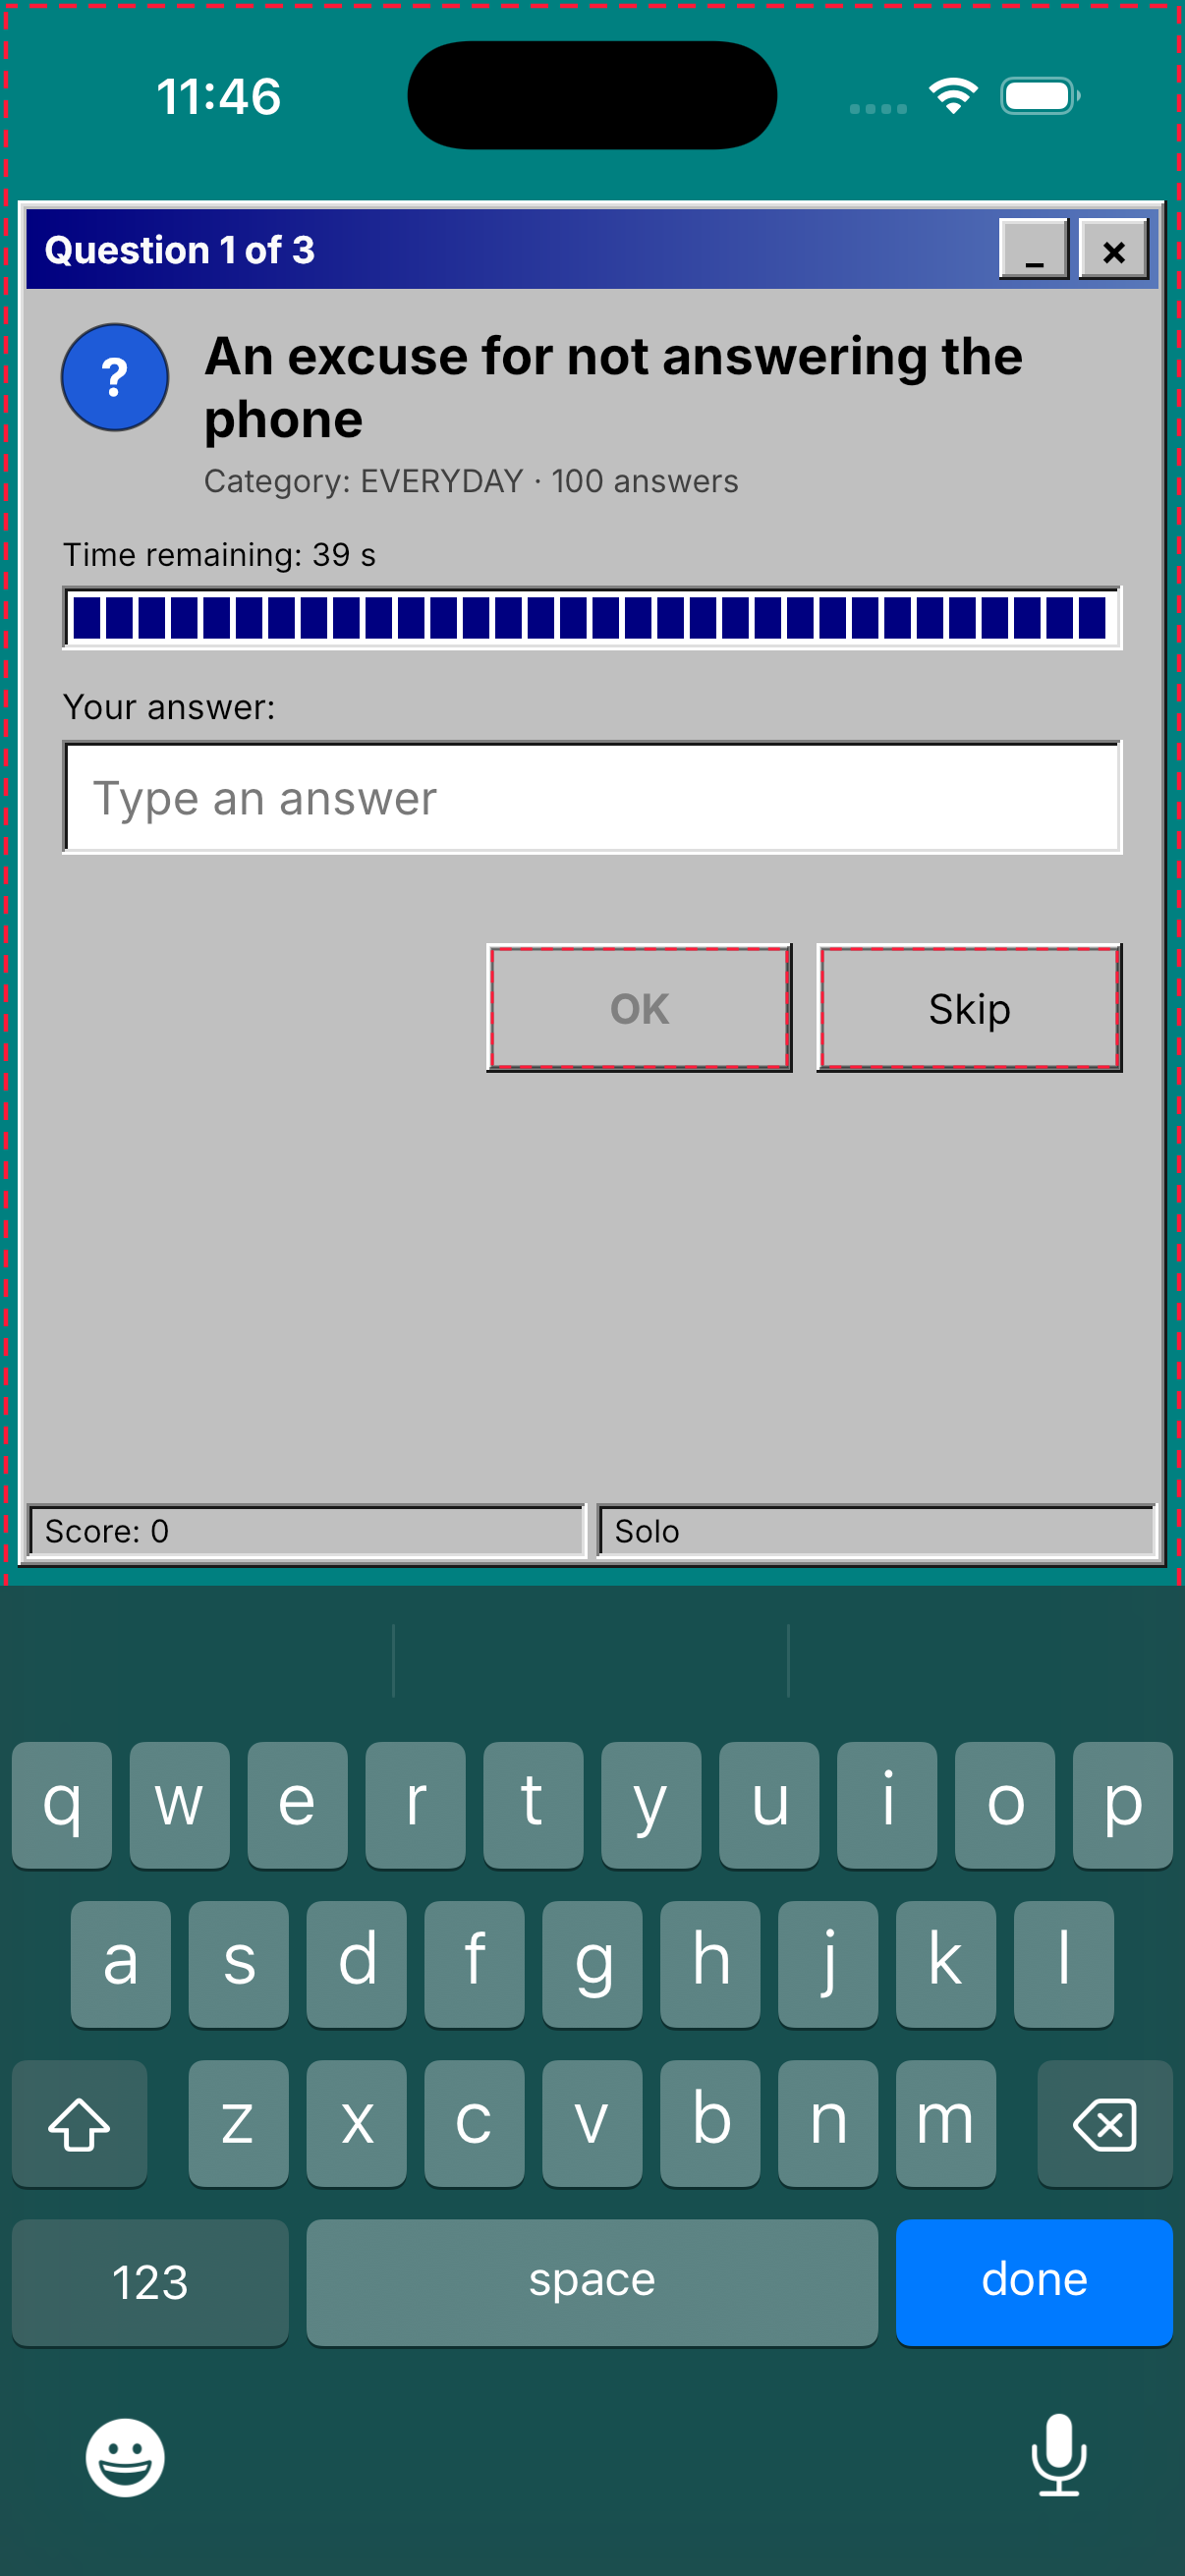 11:46
Question 1 of 3
_ ×
?
An excuse for not answering the
phone
Category: EVERYDAY · 100 answers
Time remaining: 39 s
Your answer:
Type an answer
OK Skip
Score: 0 Solo
q w e r t y u i o p
a s d f g h j k l
z x c v b n m
123 space done